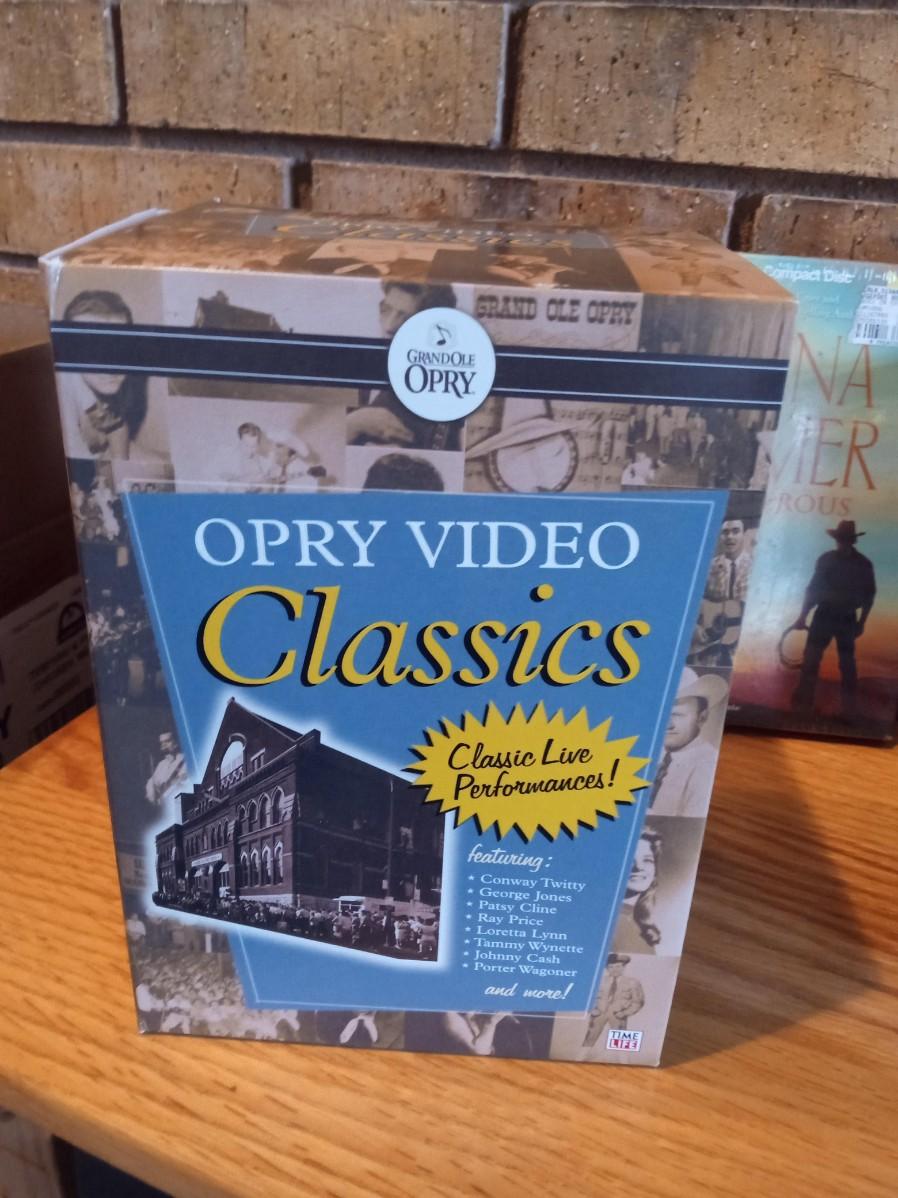 Classics
GRAND OLE OPRY
GRAND OLE
OPRY
OPRY VIDEO
Classics
Classic Live
Performances!
featuring:
* Conway Twitty
* George Jones
* Patsy Cline
* Ray Price
* Loretta Lynn
* Tammy Wynette
* Johnny Cash
* Porter Wagoner
and more!
TIME
LIFE
Compact Disc
NA
ROUS